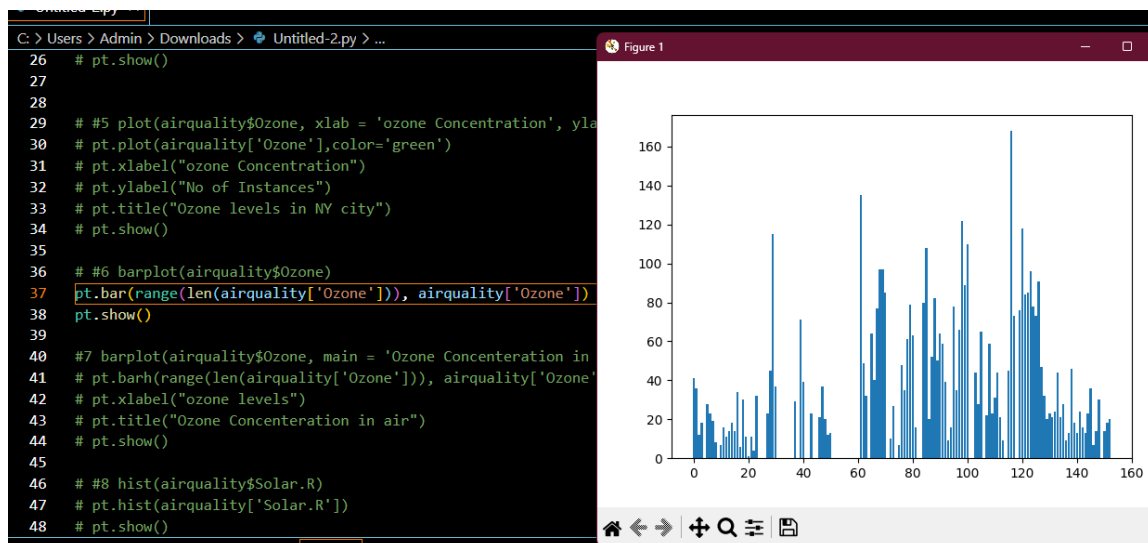 Untitled-2.py
C: > Users > Admin > Downloads > Untitled-2.py > ...
26 # pt.show()
27
28
29 # #5 plot(airquality$Ozone, xlab = 'ozone Concentration', yla
30 # pt.plot(airquality['Ozone'],color='green')
31 # pt.xlabel("ozone Concentration")
32 # pt.ylabel("No of Instances")
33 # pt.title("Ozone levels in NY city")
34 # pt.show()
35
36 # #6 barplot(airquality$Ozone)
37 pt.bar(range(len(airquality['Ozone'])), airquality['Ozone'])
38 pt.show()
39
40 #7 barplot(airquality$Ozone, main = 'Ozone Concenteration in
41 # pt.barh(range(len(airquality['Ozone'])), airquality['Ozone'
42 # pt.xlabel("ozone levels")
43 # pt.title("Ozone Concenteration in air")
44 # pt.show()
45
46 # #8 hist(airquality$Solar.R)
47 # pt.hist(airquality['Solar.R'])
48 # pt.show()
Figure 1
160
140
120
100
80
60
40
20
0
0 20 40 60 80 100 120 140 160